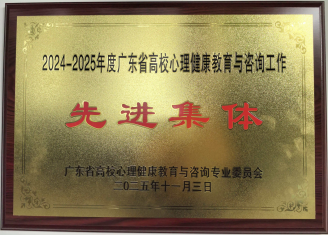 2024-2025年度广东省高校心理健康教育与咨询工作
先进集体
广东省高校心理健康教育与咨询专业委员会
二〇二五年十一月三日